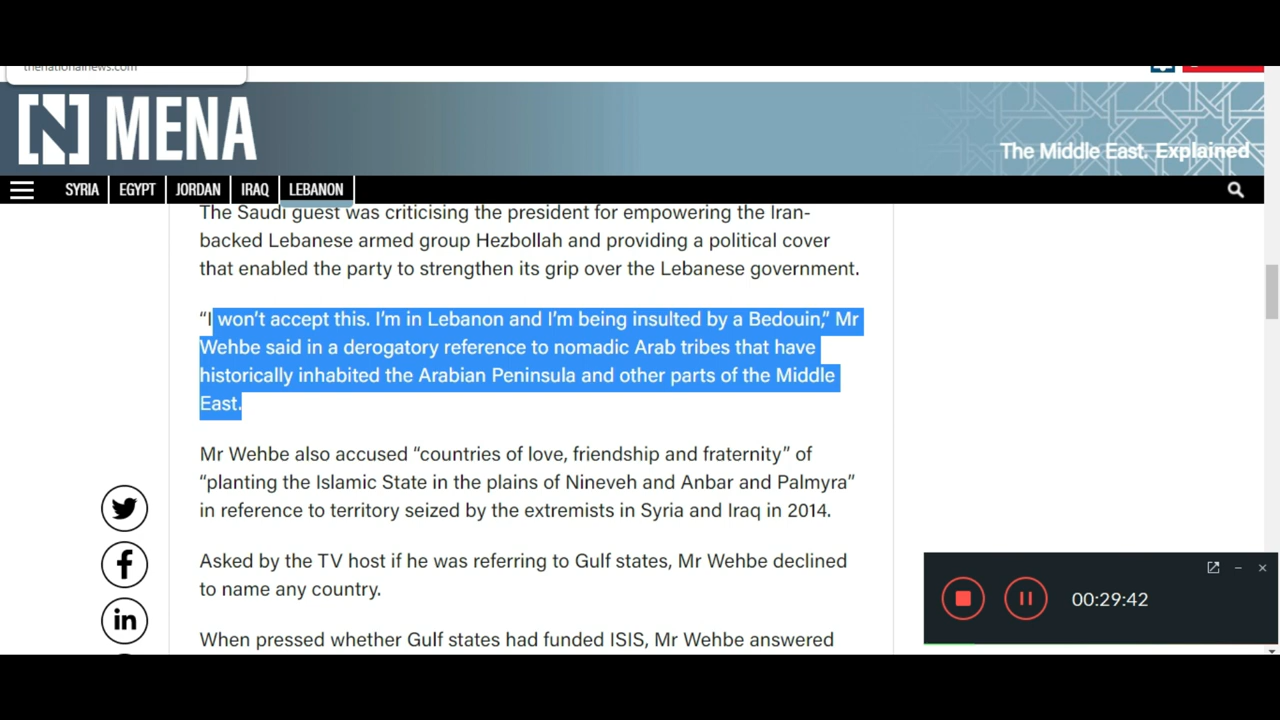 thenationalnews.com
[N] MENA
The Middle East. Explained
SYRIA
EGYPT
JORDAN
IRAQ
LEBANON
The Saudi guest was criticising the president for empowering the Iran-
backed Lebanese armed group Hezbollah and providing a political cover
that enabled the party to strengthen its grip over the Lebanese government.
“I won’t accept this. I’m in Lebanon and I’m being insulted by a Bedouin,” Mr
Wehbe said in a derogatory reference to nomadic Arab tribes that have
historically inhabited the Arabian Peninsula and other parts of the Middle
East.
Mr Wehbe also accused “countries of love, friendship and fraternity” of
“planting the Islamic State in the plains of Nineveh and Anbar and Palmyra”
in reference to territory seized by the extremists in Syria and Iraq in 2014.
Asked by the TV host if he was referring to Gulf states, Mr Wehbe declined
to name any country.
When pressed whether Gulf states had funded ISIS, Mr Wehbe answered
in
00:29:42